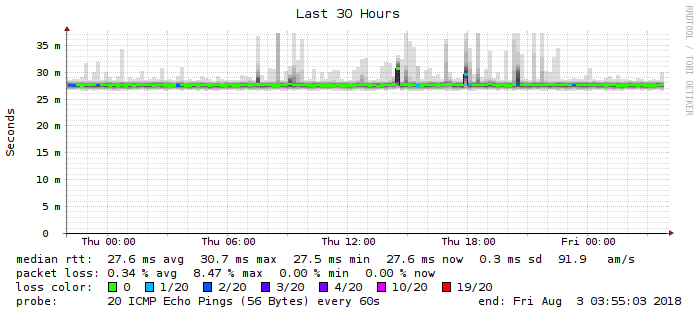 Last 30 Hours
RRDTOOL / TOBI OETIKER
Seconds
35 m
30 m
25 m
20 m
15 m
10 m
5 m
0
Thu 00:00 Thu 06:00 Thu 12:00 Thu 18:00 Fri 00:00
median rtt: 27.6 ms avg 30.7 ms max 27.5 ms min 27.6 ms now 0.3 ms sd 91.9 am/s
packet loss: 0.34 % avg 8.47 % max 0.00 % min 0.00 % now
loss color: 0 1/20 2/20 3/20 4/20 10/20 19/20
probe: 20 ICMP Echo Pings (56 Bytes) every 60s end: Fri Aug 3 03:55:03 2018